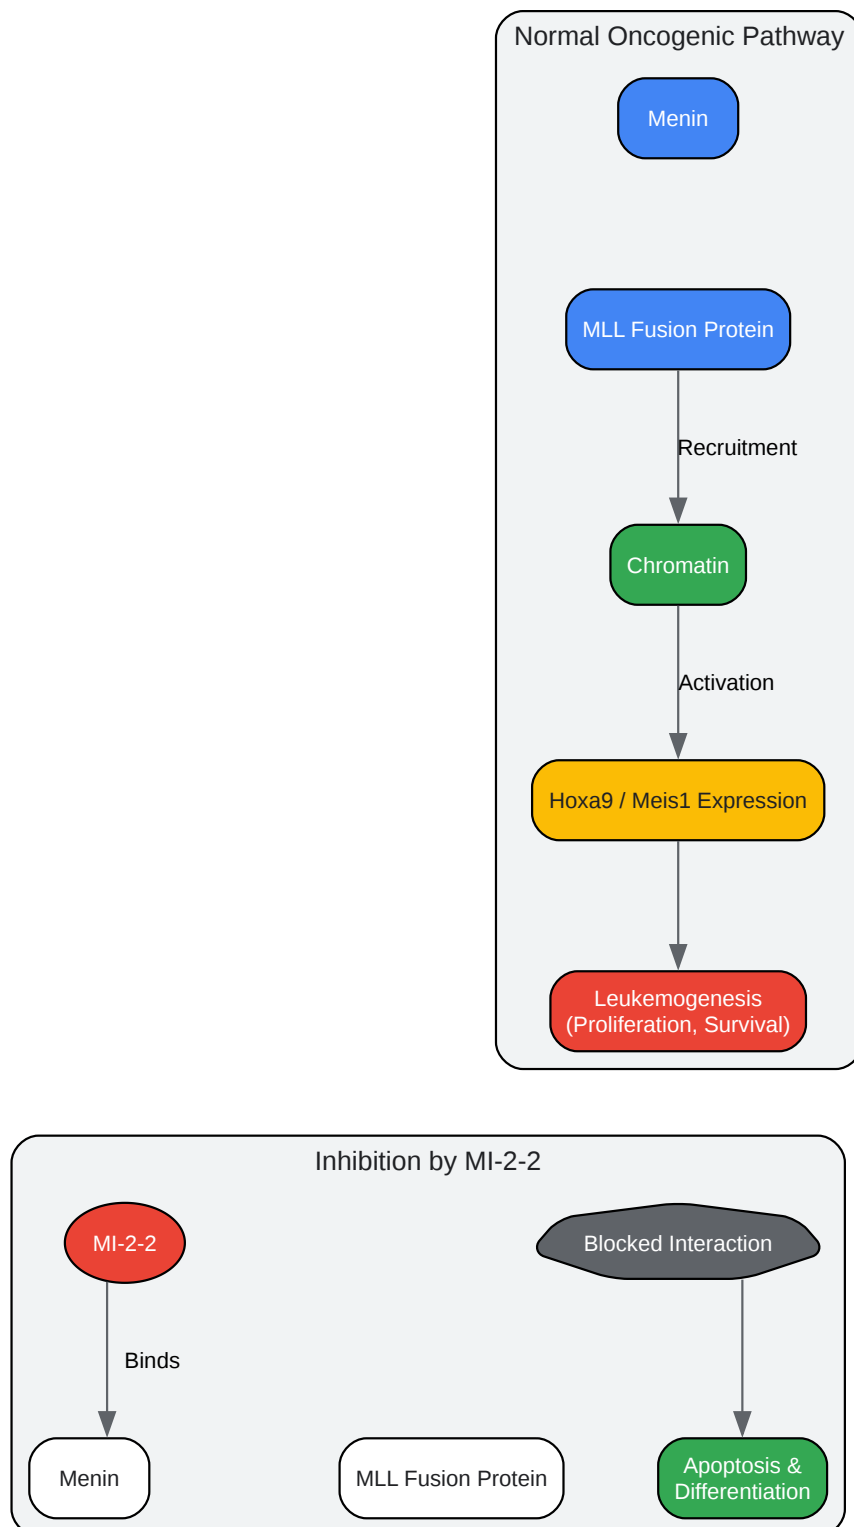 Normal Oncogenic Pathway
Menin
MLL Fusion Protein
Recruitment
Chromatin
Activation
Hoxa9 / Meis1 Expression
Leukemogenesis
(Proliferation, Survival)
Inhibition by MI-2-2
MI-2-2
Blocked Interaction
Binds
Menin
MLL Fusion Protein
Apoptosis &
Differentiation